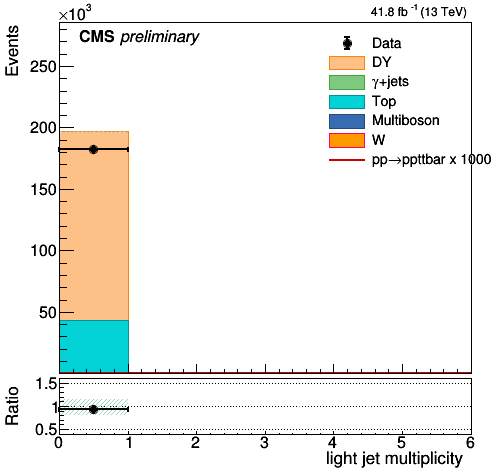 ×10³
41.8 fb⁻¹ (13 TeV)
CMS preliminary
Events
250
200
150
100
50
Data
DY
γ+jets
Top
Multiboson
W
pp→ppttbar x 1000
Ratio
1.5
1
0.5
0 1 2 3 4 5 6
light jet multiplicity